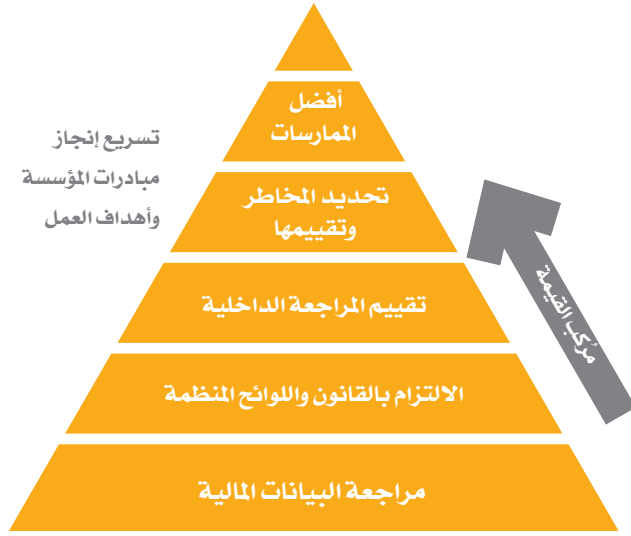 أفضل
الممارسات
تسريع إنجاز
مبادرات المؤسسة
وأهداف العمل
تحديد المخاطر
وتقييمها
تقييم المراجعة الداخلية
مُركب القيمة
الالتزام بالقانون واللوائح المنظمة
مراجعة البيانات المالية